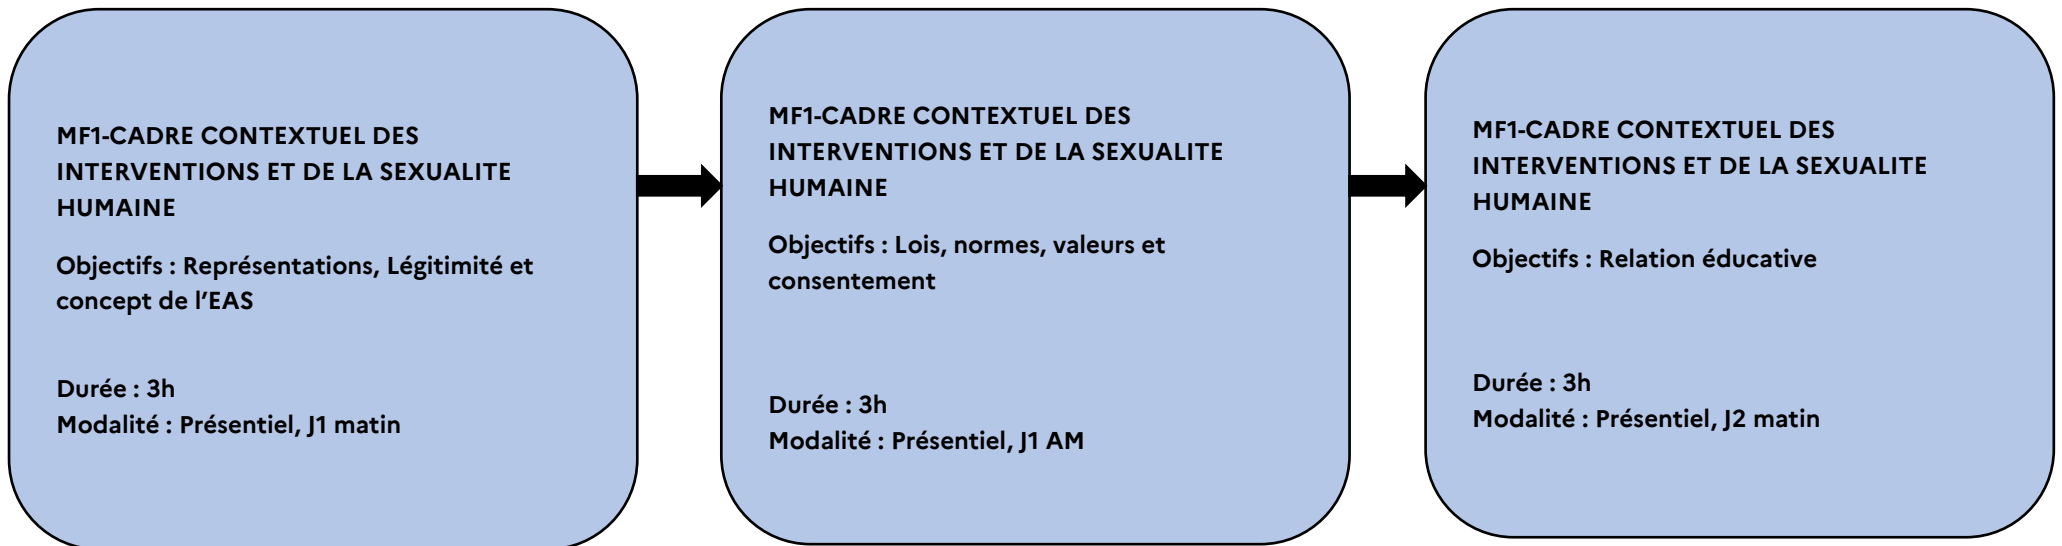 MF1-CADRE CONTEXTUEL DES
INTERVENTIONS ET DE LA SEXUALITE
HUMAINE
Objectifs : Représentations, Légitimité et
concept de l’EAS
Durée : 3h
Modalité : Présentiel, J1 matin
MF1-CADRE CONTEXTUEL DES
INTERVENTIONS ET DE LA SEXUALITE
HUMAINE
Objectifs : Lois, normes, valeurs et
consentement
Durée : 3h
Modalité : Présentiel, J1 AM
MF1-CADRE CONTEXTUEL DES
INTERVENTIONS ET DE LA SEXUALITE
HUMAINE
Objectifs : Relation éducative
Durée : 3h
Modalité : Présentiel, J2 matin